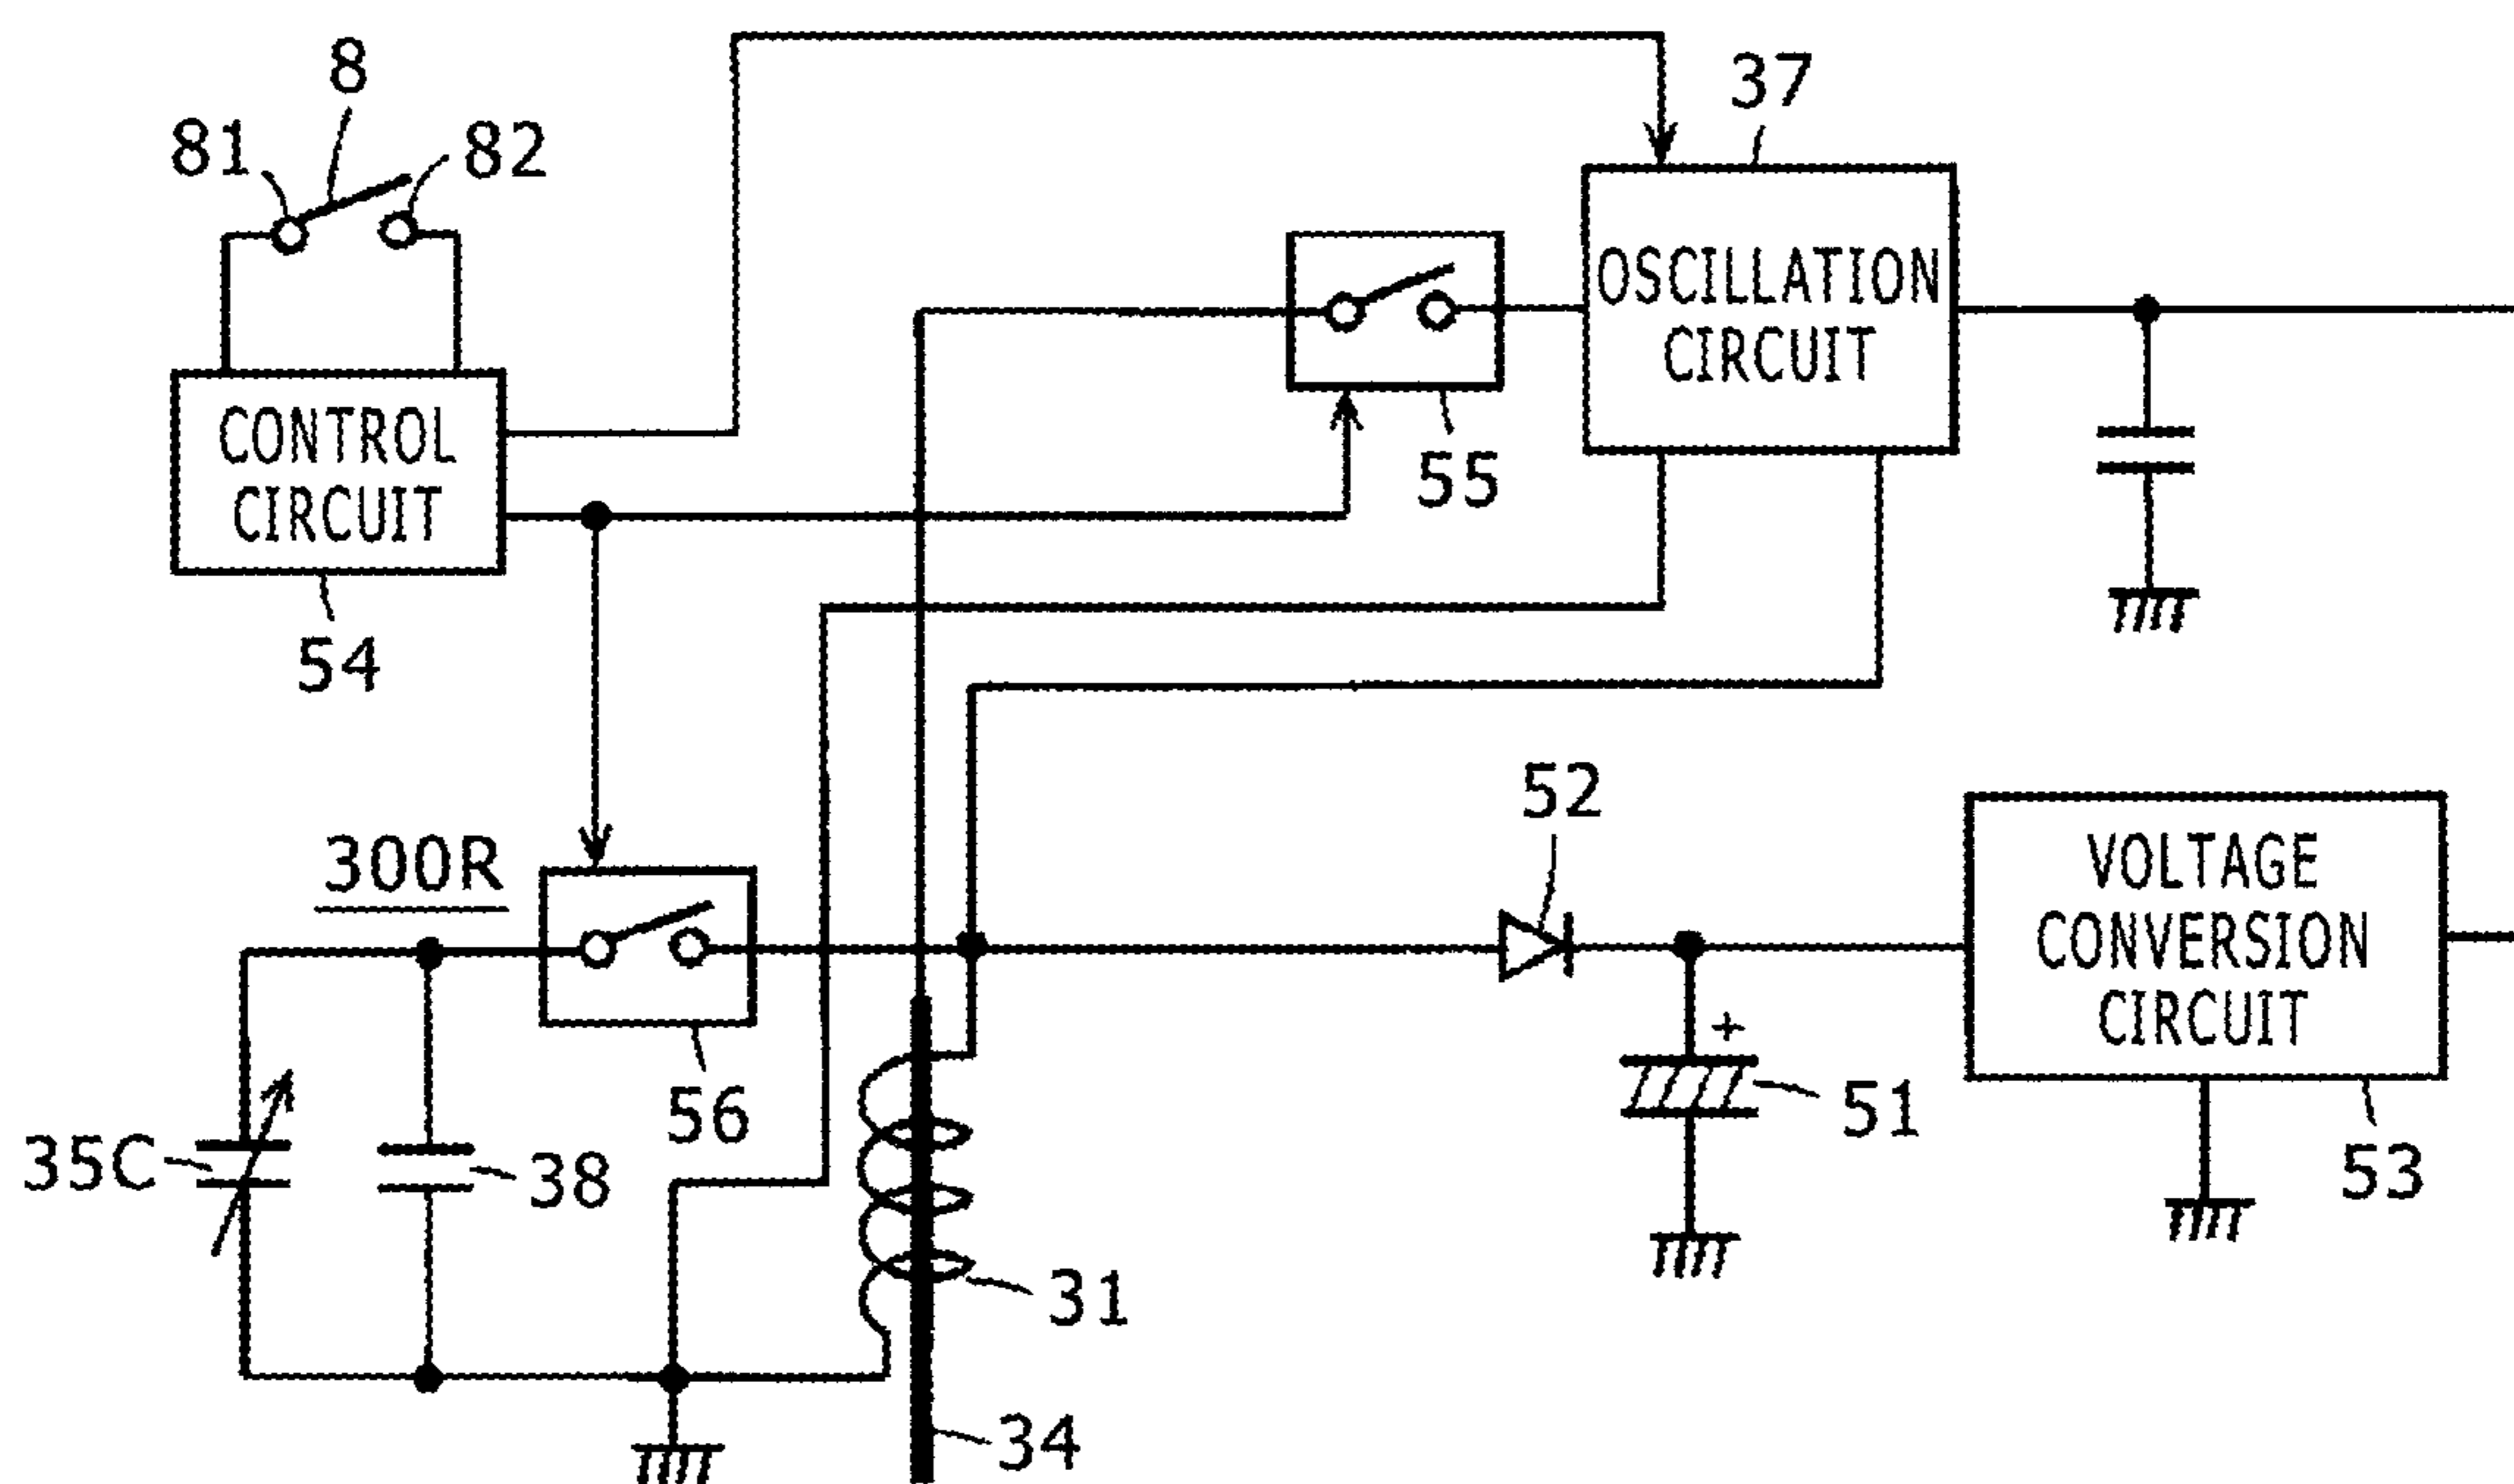 8
37
81
82
OSCILLATION
CIRCUIT
CONTROL
CIRCUIT
55
54
52
300R
VOLTAGE
CONVERSION
CIRCUIT
+
56
51
35C
38
53
31
34